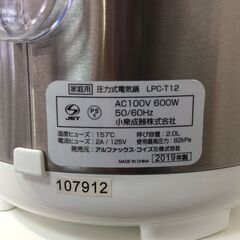 家庭用 圧力式電気鍋 LPC-T12
JET
PS E
AC100V 600W
50/60Hz
小泉成器株式会社
温度ヒューズ：157℃ 呼び容量：2.0L
電流ヒューズ：2A / 125V 使用最高圧力：82kPa
発売元：アルファックス・コイズミ株式会社
MADE IN CHINA 2019年製
107912